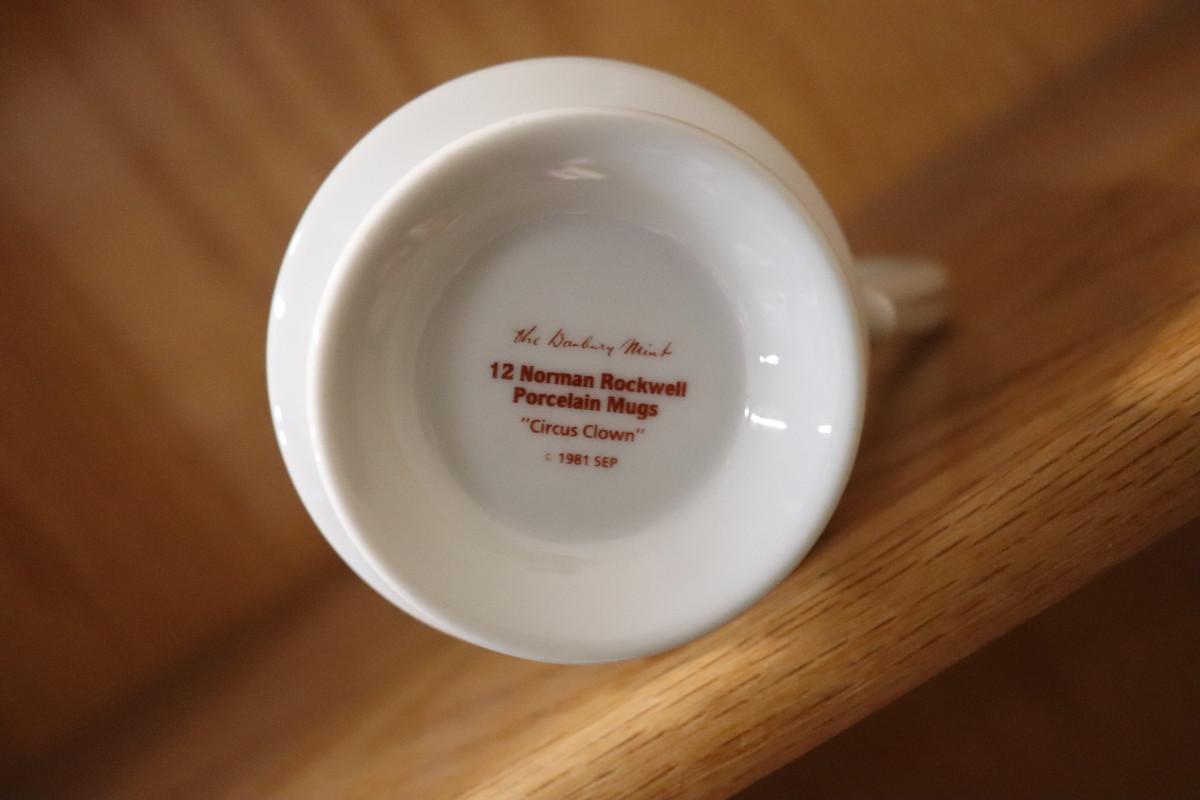 the Danbury Mint
12 Norman Rockwell
Porcelain Mugs
"Circus Clown"
© 1981 SEP